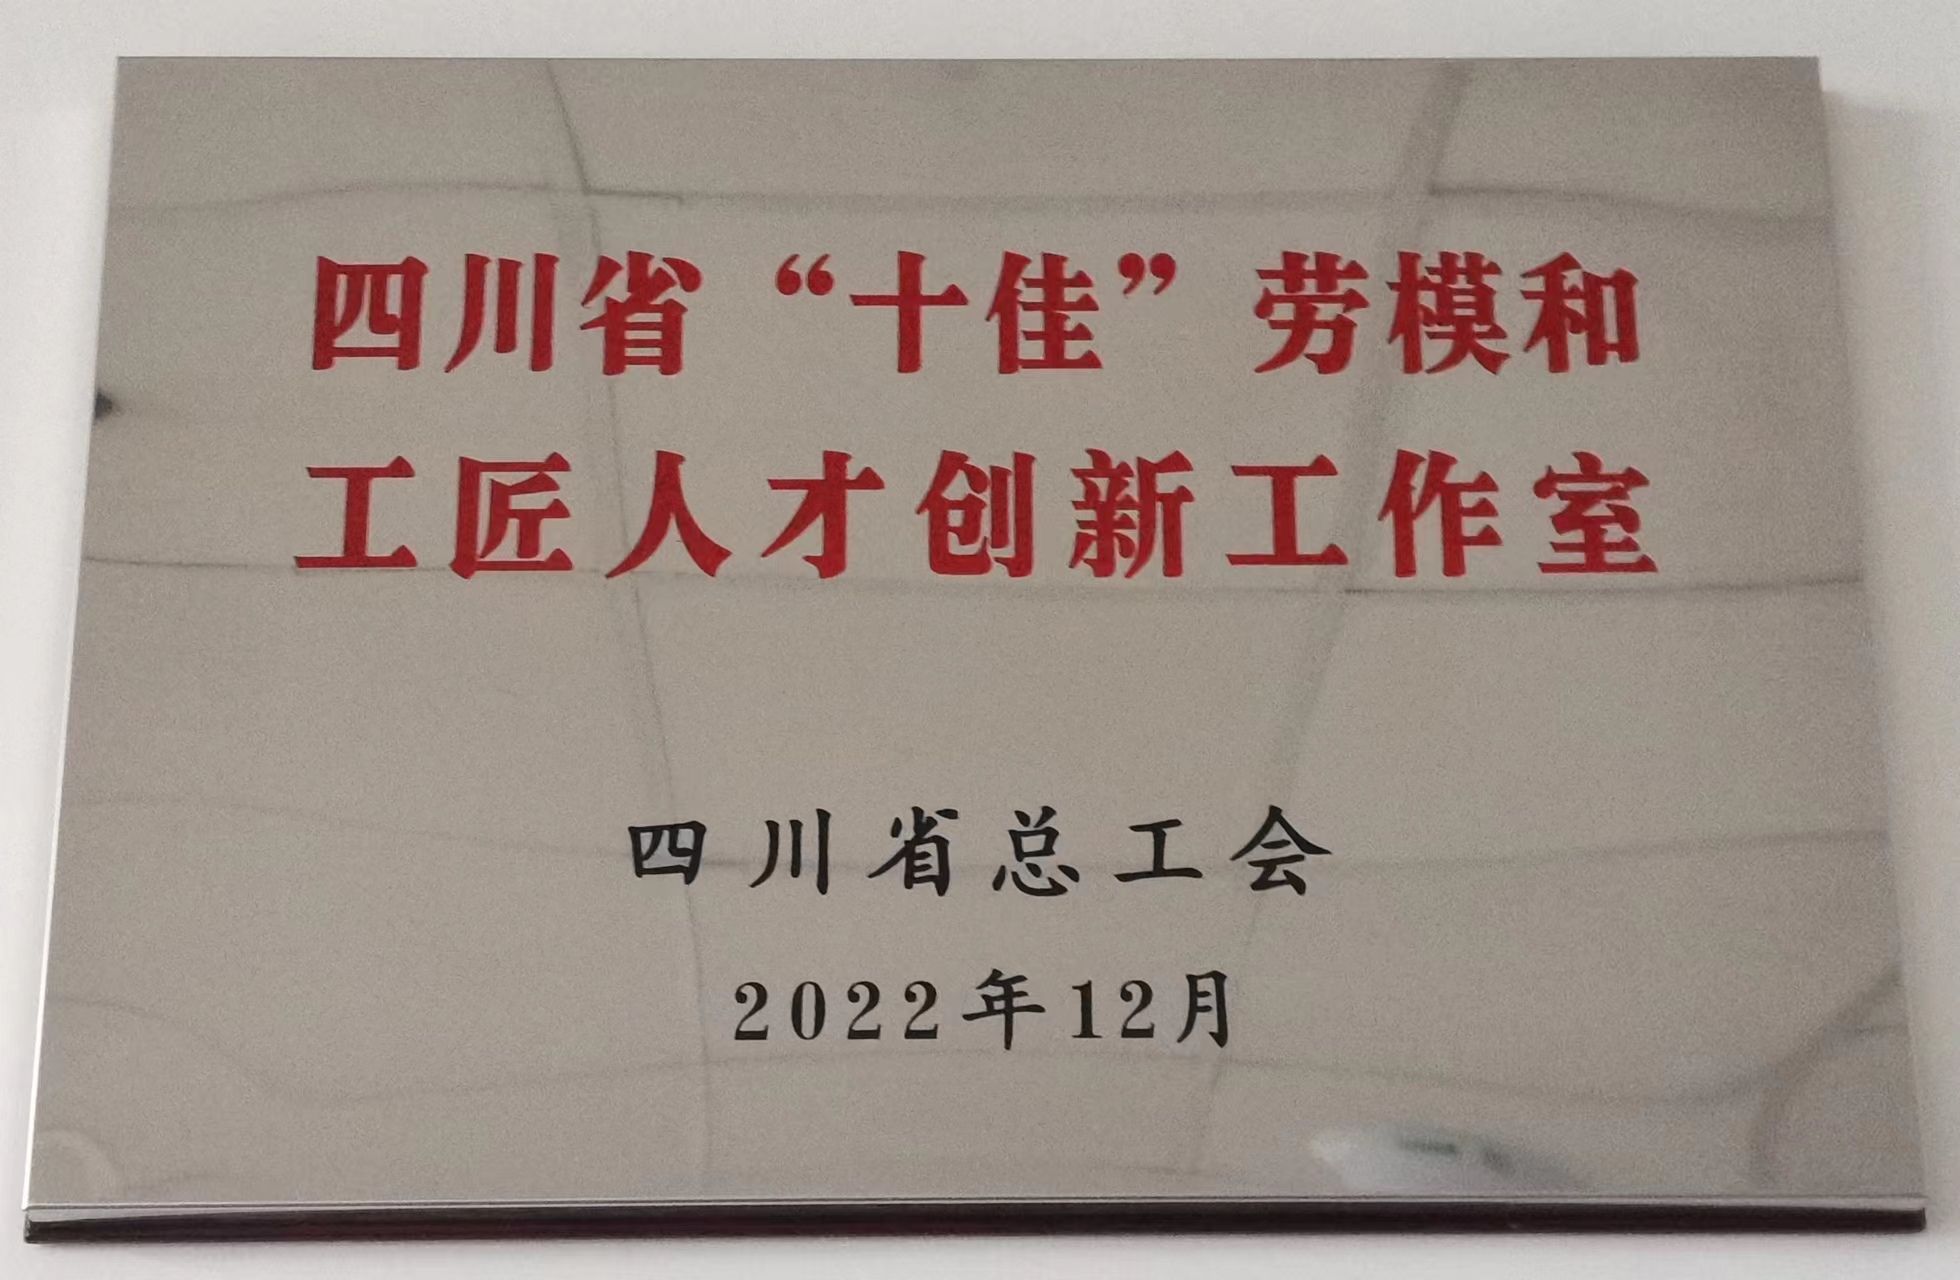 四川省“十佳”劳模和
工匠人才创新工作室
四川省总工会
2022年12月